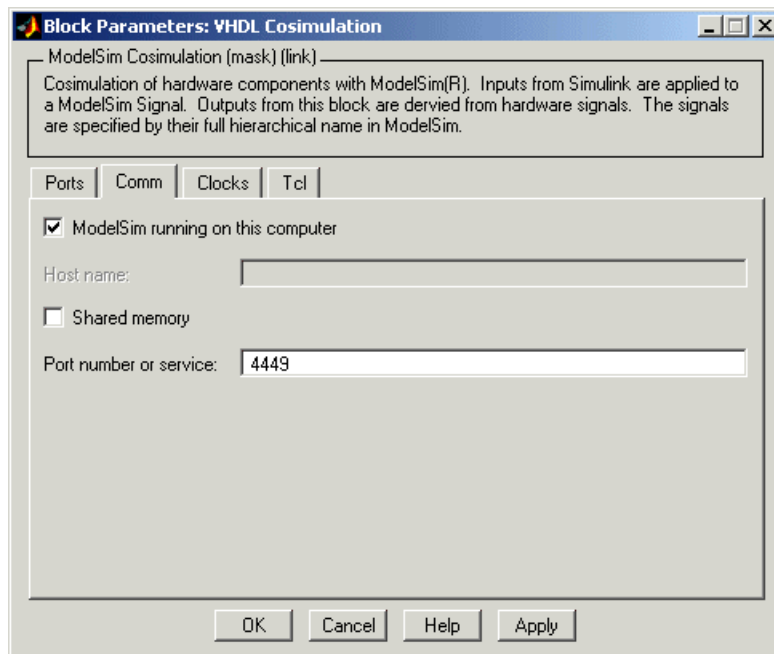 Block Parameters: VHDL Cosimulation
ModelSim Cosimulation (mask) (link)
Cosimulation of hardware components with ModelSim(R). Inputs from Simulink are applied to
a ModelSim Signal. Outputs from this block are dervied from hardware signals. The signals
are specified by their full hierarchical name in ModelSim.
Ports Comm Clocks Tcl
ModelSim running on this computer
Host name:
Shared memory
Port number or service: 4449
OK Cancel Help Apply